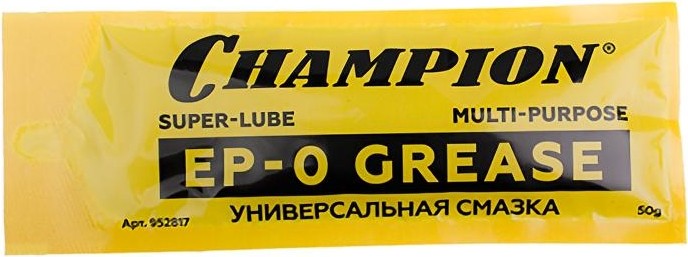 CHAMPION®
SUPER-LUBE MULTI-PURPOSE
EP-0 GREASE
УНИВЕРСАЛЬНАЯ СМАЗКА
Арт. 952817 50g